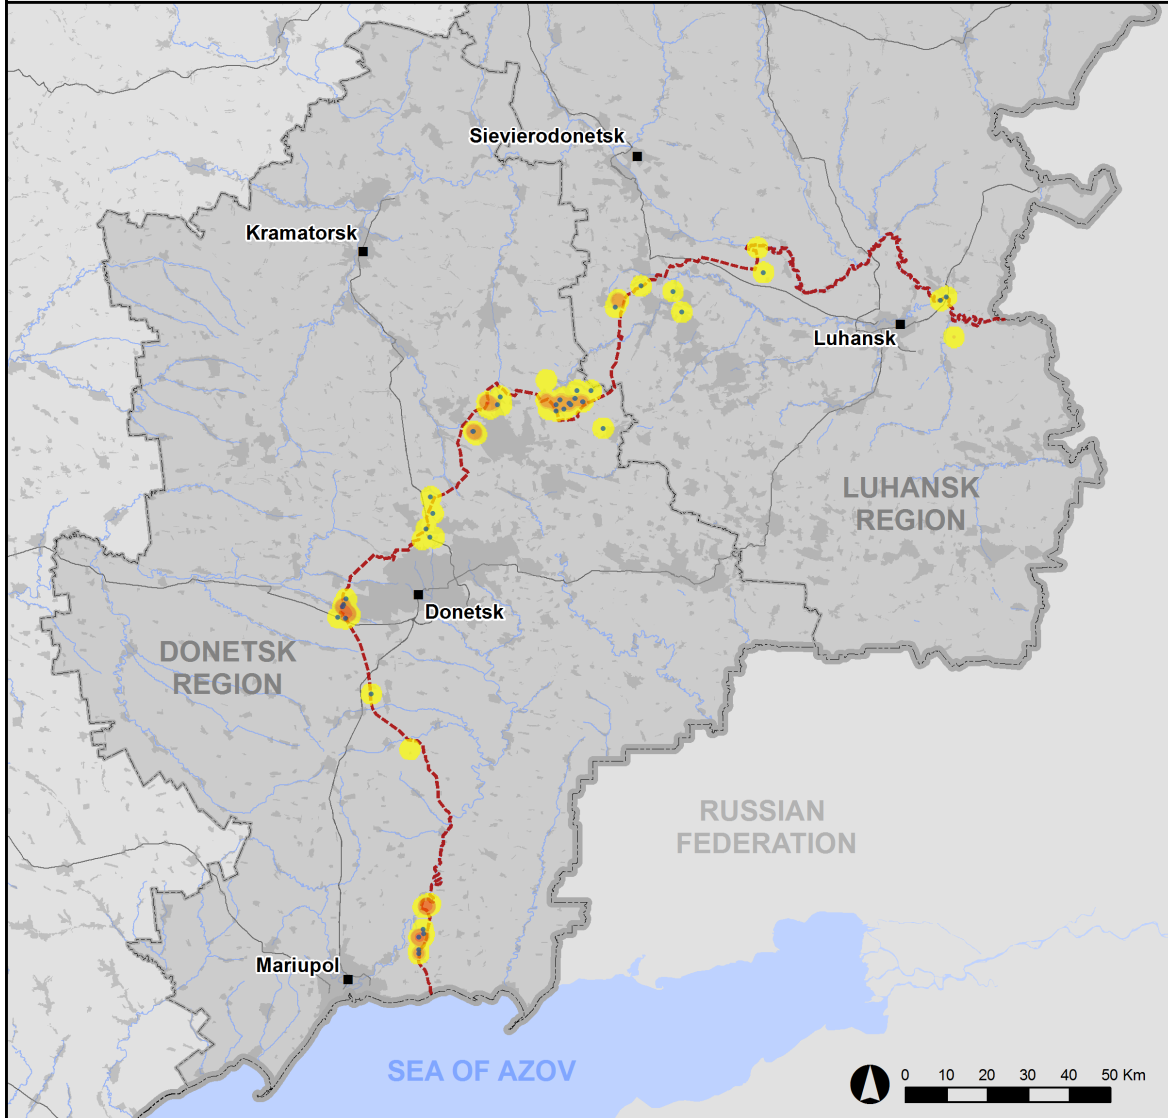 Sievierodonetsk
Kramatorsk
Luhansk
LUHANSK
REGION
Donetsk
DONETSK
REGION
RUSSIAN
FEDERATION
Mariupol
SEA OF AZOV
0 10 20 30 40 50 Km